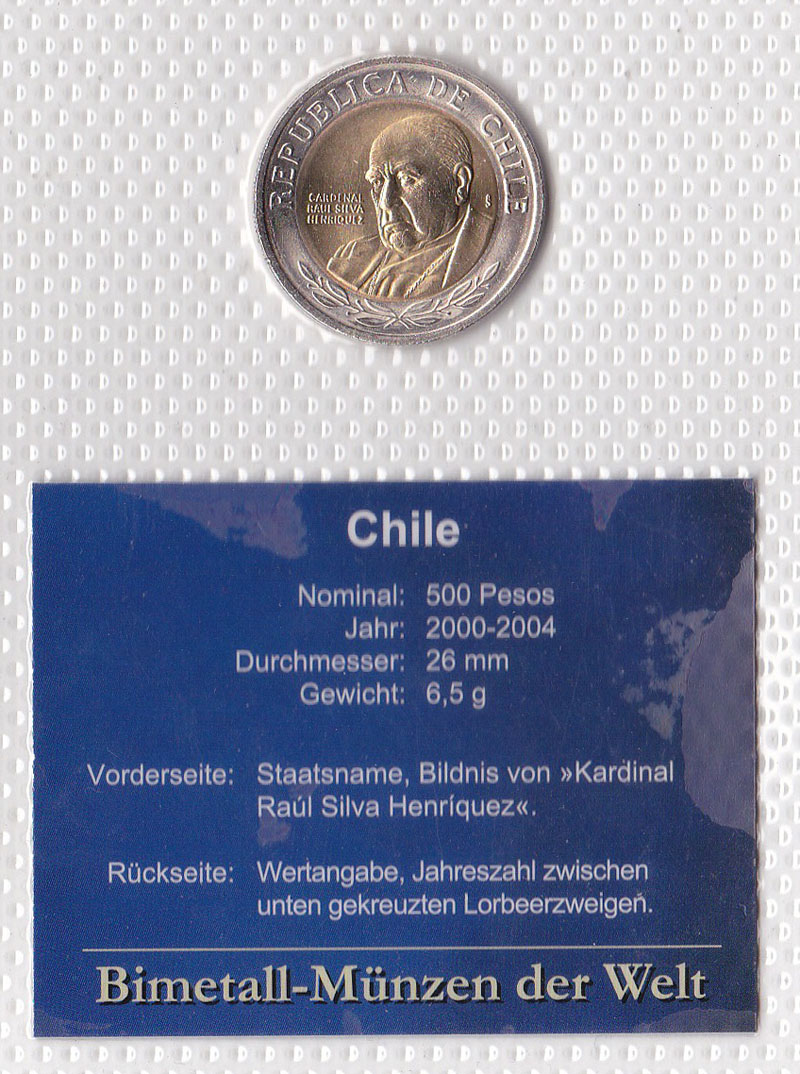 REPUBLICA DE CHILE
CARDENAL
RAUL SILVA
HENRIQUEZ
S
Chile
Nominal: 500 Pesos
Jahr: 2000-2004
Durchmesser: 26 mm
Gewicht: 6,5 g
Vorderseite: Staatsname, Bildnis von »Kardinal
Raúl Silva Henríquez«.
Rückseite: Wertangabe, Jahreszahl zwischen
unten gekreuzten Lorbeerzweigen.
Bimetall-Münzen der Welt